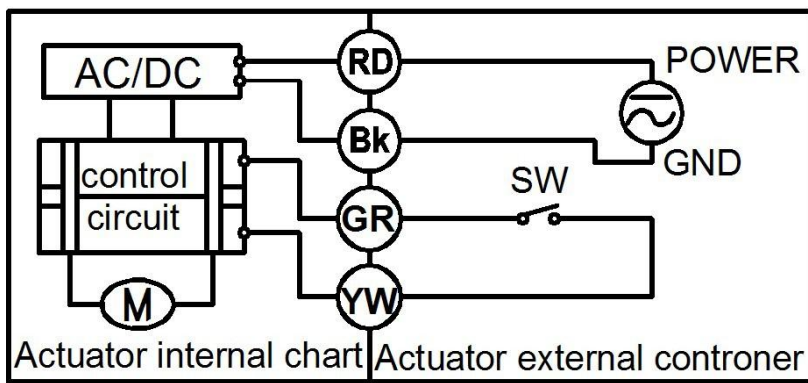 AC/DC
RD
POWER
Bk
GND
control
circuit
SW
GR
YW
M
Actuator internal chart
Actuator external controner